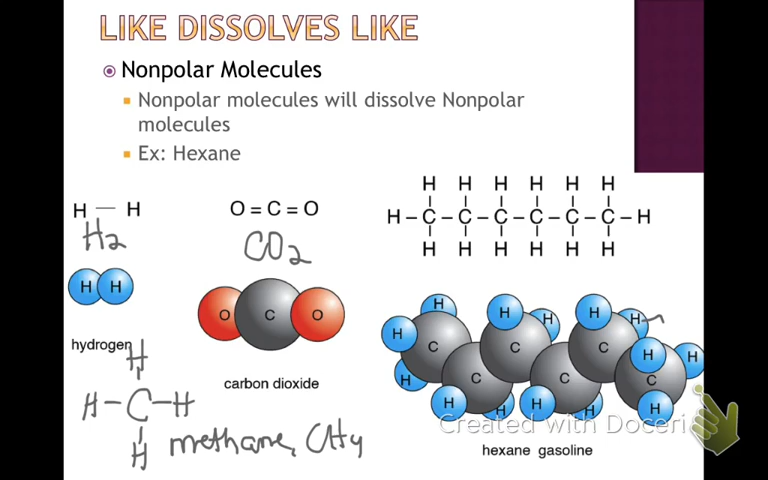 LIKE DISSOLVES LIKE
Nonpolar Molecules
Nonpolar molecules will dissolve Nonpolar
molecules
Ex: Hexane
H — H
H2
H H
hydrogen
O = C = O
CO2
O C O
carbon dioxide
H H H H H H
H – C – C – C – C – C – C – H
H H H H H H
H H H H H H H
C C C H
H C C C H
H H H H H
Created with Doceri
hexane gasoline
H
H – C – H
H
methane, CH4